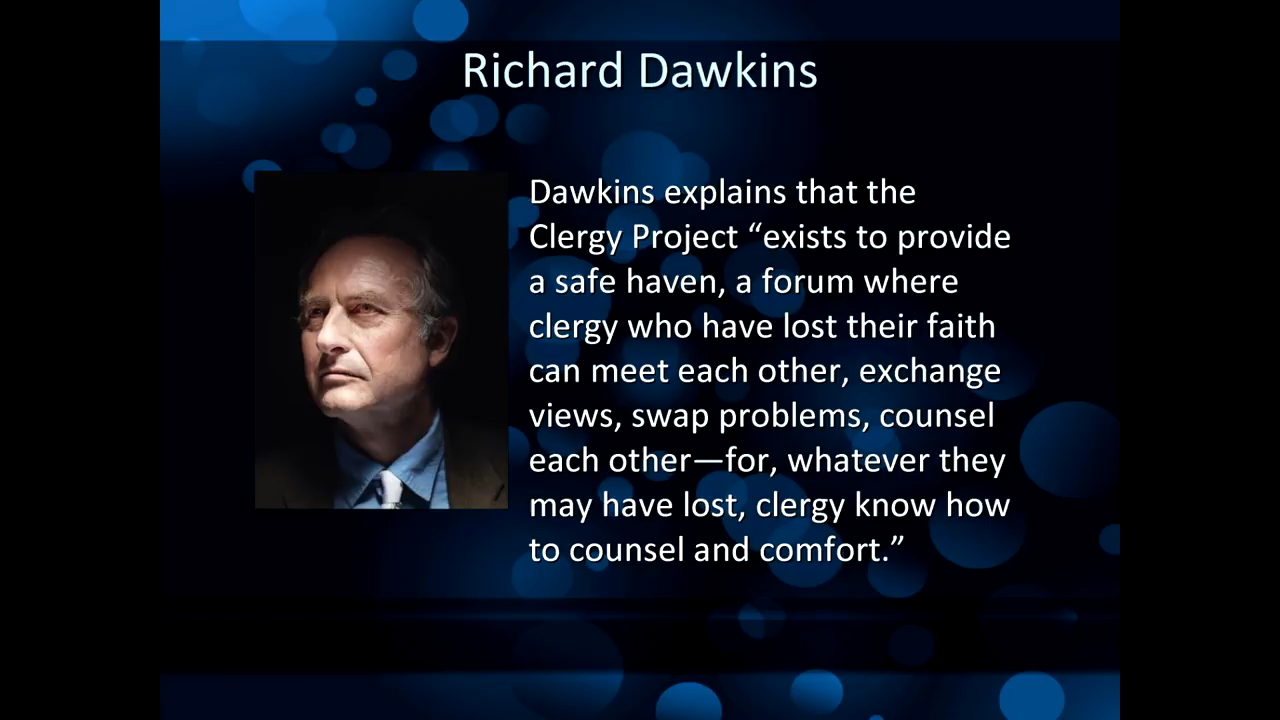 Richard Dawkins
Dawkins explains that the
Clergy Project “exists to provide
a safe haven, a forum where
clergy who have lost their faith
can meet each other, exchange
views, swap problems, counsel
each other—for, whatever they
may have lost, clergy know how
to counsel and comfort.”